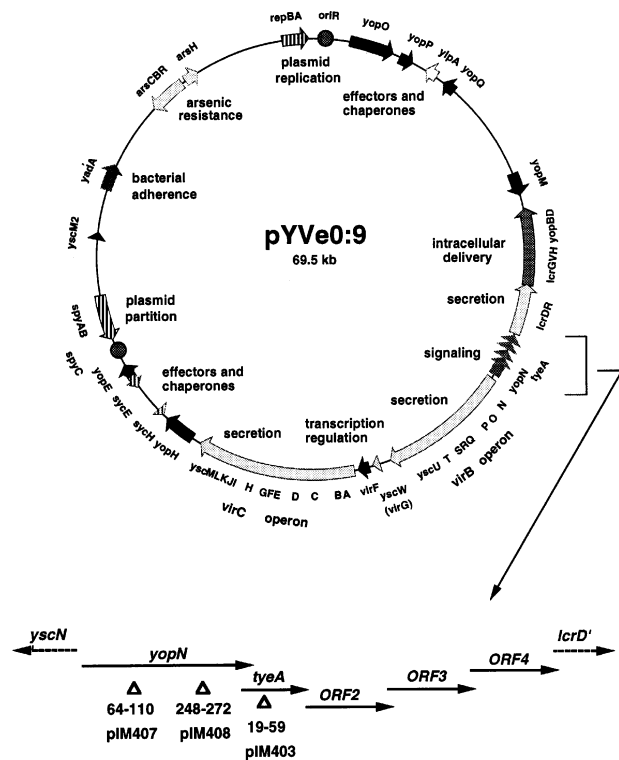 repBA
oriR
yopO
yopP
ylpA
yopQ
plasmid
replication
effectors and
chaperones
arsCBR
arsH
arsenic
resistance
yadA
bacterial
adherence
yopM
pYVe0:9
69.5 kb
yscM2
intracellular
delivery
lcrGVH yopBD
secretion
lcrDR
spyAB
plasmid
partition
signaling
yopN
tyeA
spyC
effectors and
chaperones
yopE
sycE
sycH
yopH
secretion
P O N
secretion
transcription
regulation
yscU T SRQ
virB operon
yscMLKJI H GFE D C BA
virF
yscW
(virG)
virC operon
yscN
yopN
tyeA
ORF2
ORF3
ORF4
lcrD'
64-110
pIM407
248-272
pIM408
19-59
pIM403